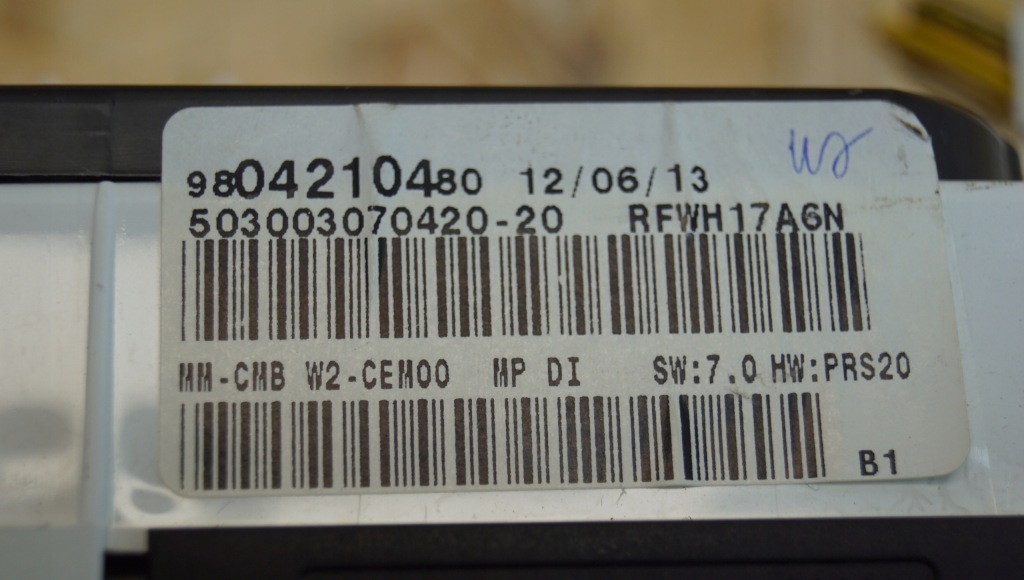 9804210480 12/06/13
503003070420-20 RFWH17A6N
MM-CMB W2-CEM00 MP DI SW:7.0 HW:PRS20
B1